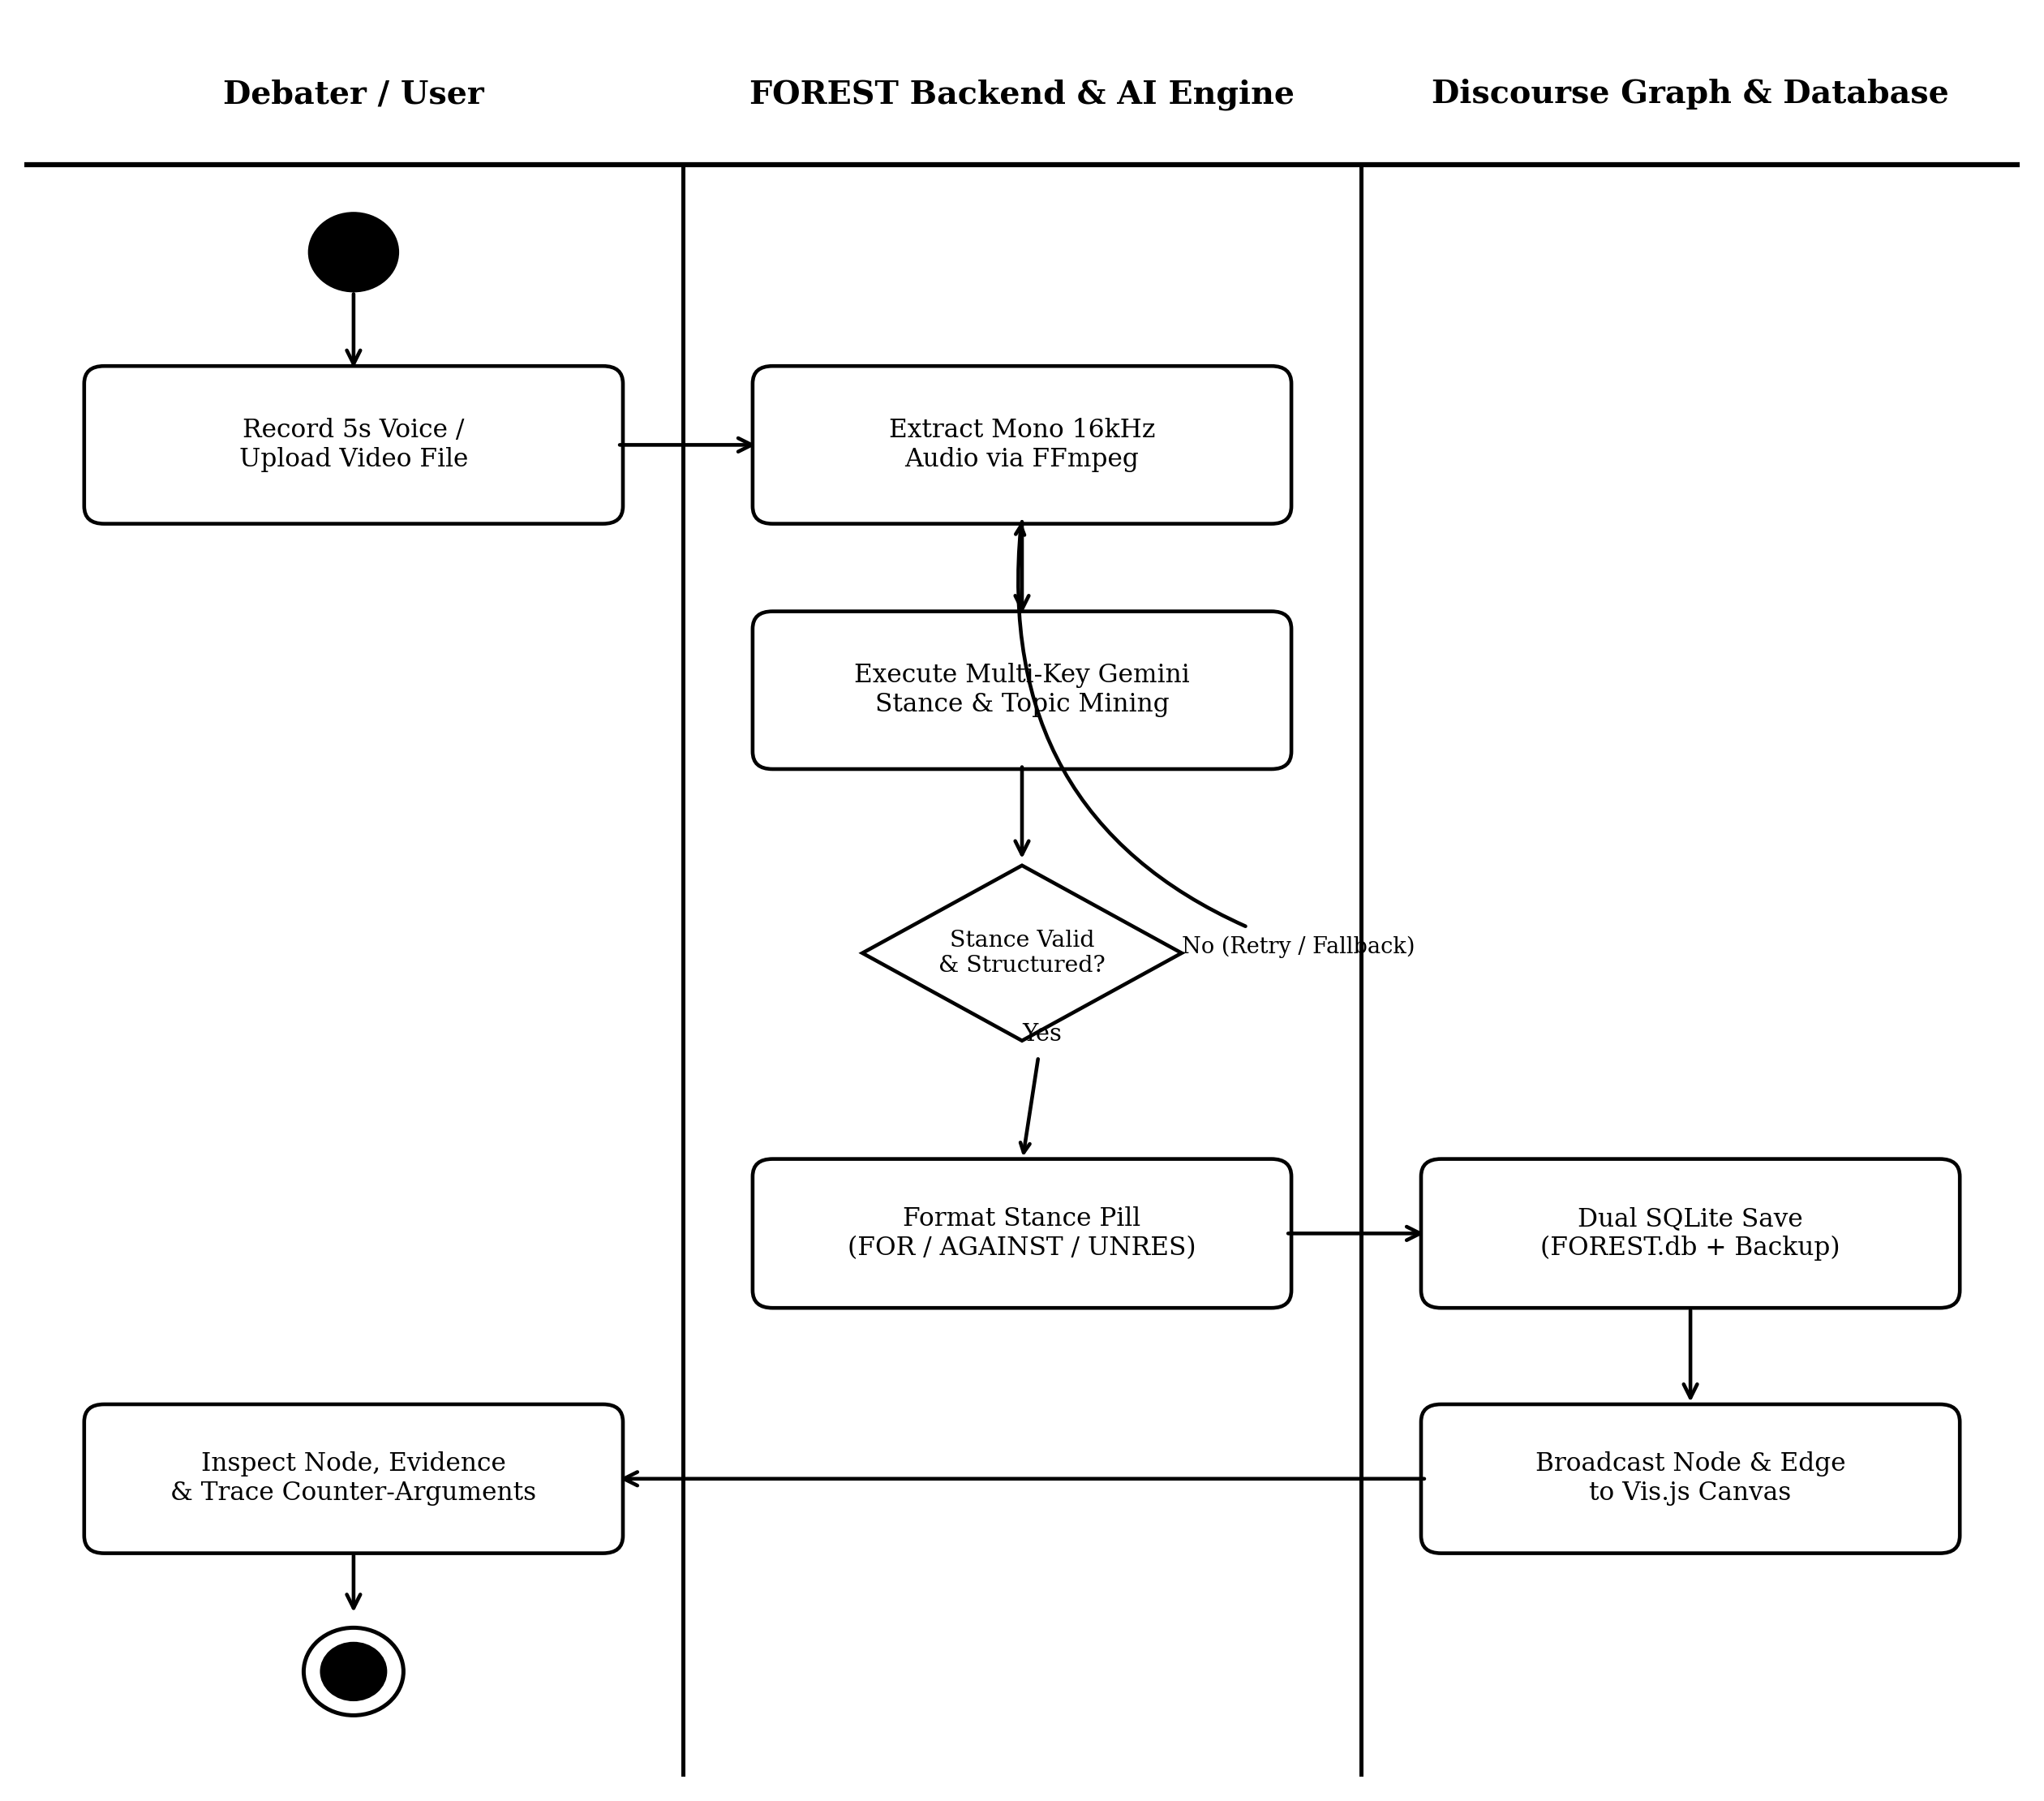 Debater / User
FOREST Backend & AI Engine
Discourse Graph & Database
Record 5s Voice /
Upload Video File
Extract Mono 16kHz
Audio via FFmpeg
Execute Multi-Key Gemini
Stance & Topic Mining
Stance Valid
& Structured?
No (Retry / Fallback)
Yes
Format Stance Pill
(FOR / AGAINST / UNRES)
Dual SQLite Save
(FOREST.db + Backup)
Inspect Node, Evidence
& Trace Counter-Arguments
Broadcast Node & Edge
to Vis.js Canvas